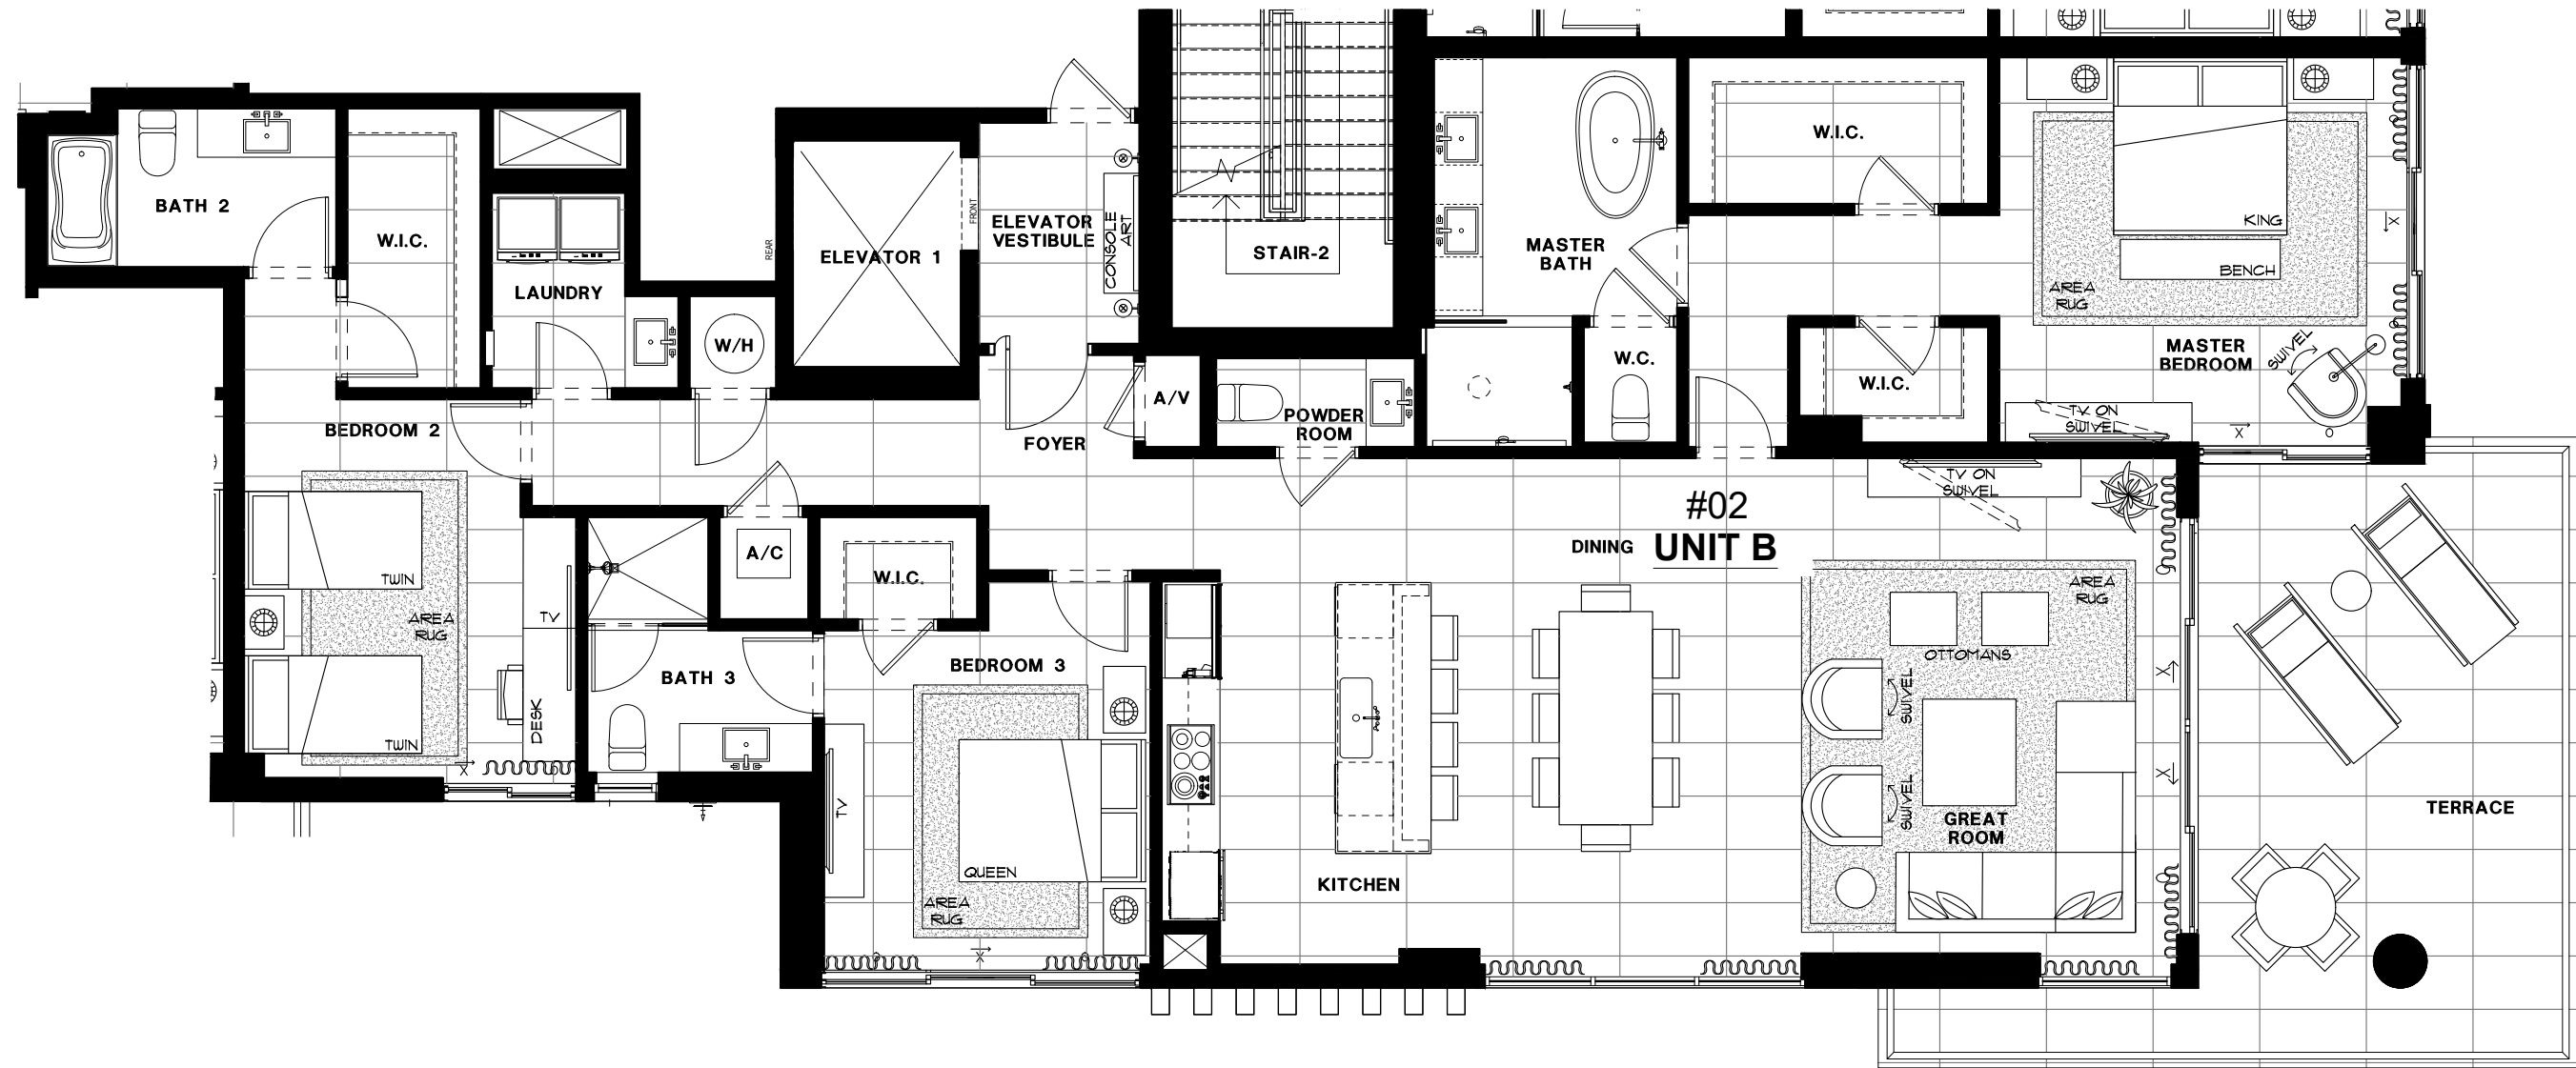 BATH 2
W.I.C.
LAUNDRY
W/H
REAR
ELEVATOR 1
FRONT
ELEVATOR
VESTIBULE
CONSOLE
ART
STAIR-2
MASTER
BATH
W.C.
W.I.C.
W.I.C.
KING
BENCH
AREA
RUG
MASTER
BEDROOM
SWIVEL
TV ON
SWIVEL
X
X
BEDROOM 2
FOYER
A/V
POWDER
ROOM
TV ON
SWIVEL
#02
UNIT B
DINING
TWIN
AREA
RUG
TWIN
TV
DESK
X
A/C
W.I.C.
BATH 3
BEDROOM 3
TV
QUEEN
AREA
RUG
X
KITCHEN
AREA
RUG
OTTOMANS
SWIVEL
SWIVEL
GREAT
ROOM
X
X
TERRACE